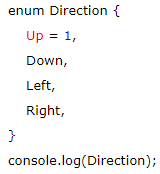 enum Direction {
Up = 1,
Down,
Left,
Right,
}
console.log(Direction);